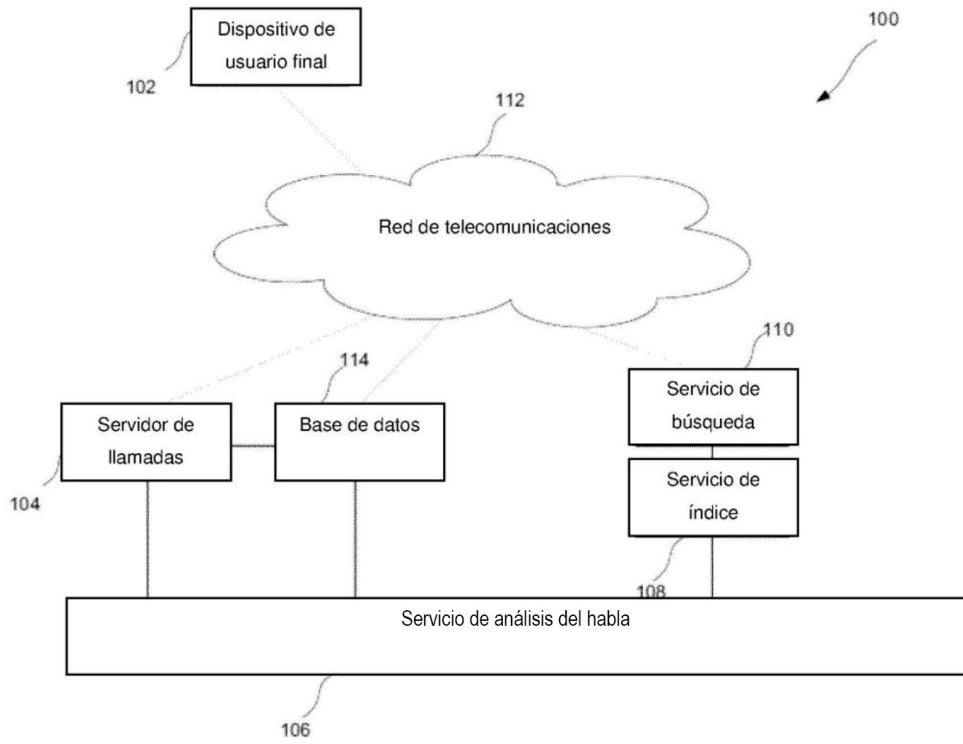 100
Dispositivo de
usuario final
102
112
Red de telecomunicaciones
110
114
Servicio de
búsqueda
Servidor de
llamadas
Base de datos
104
Servicio de
índice
108
Servicio de análisis del habla
106